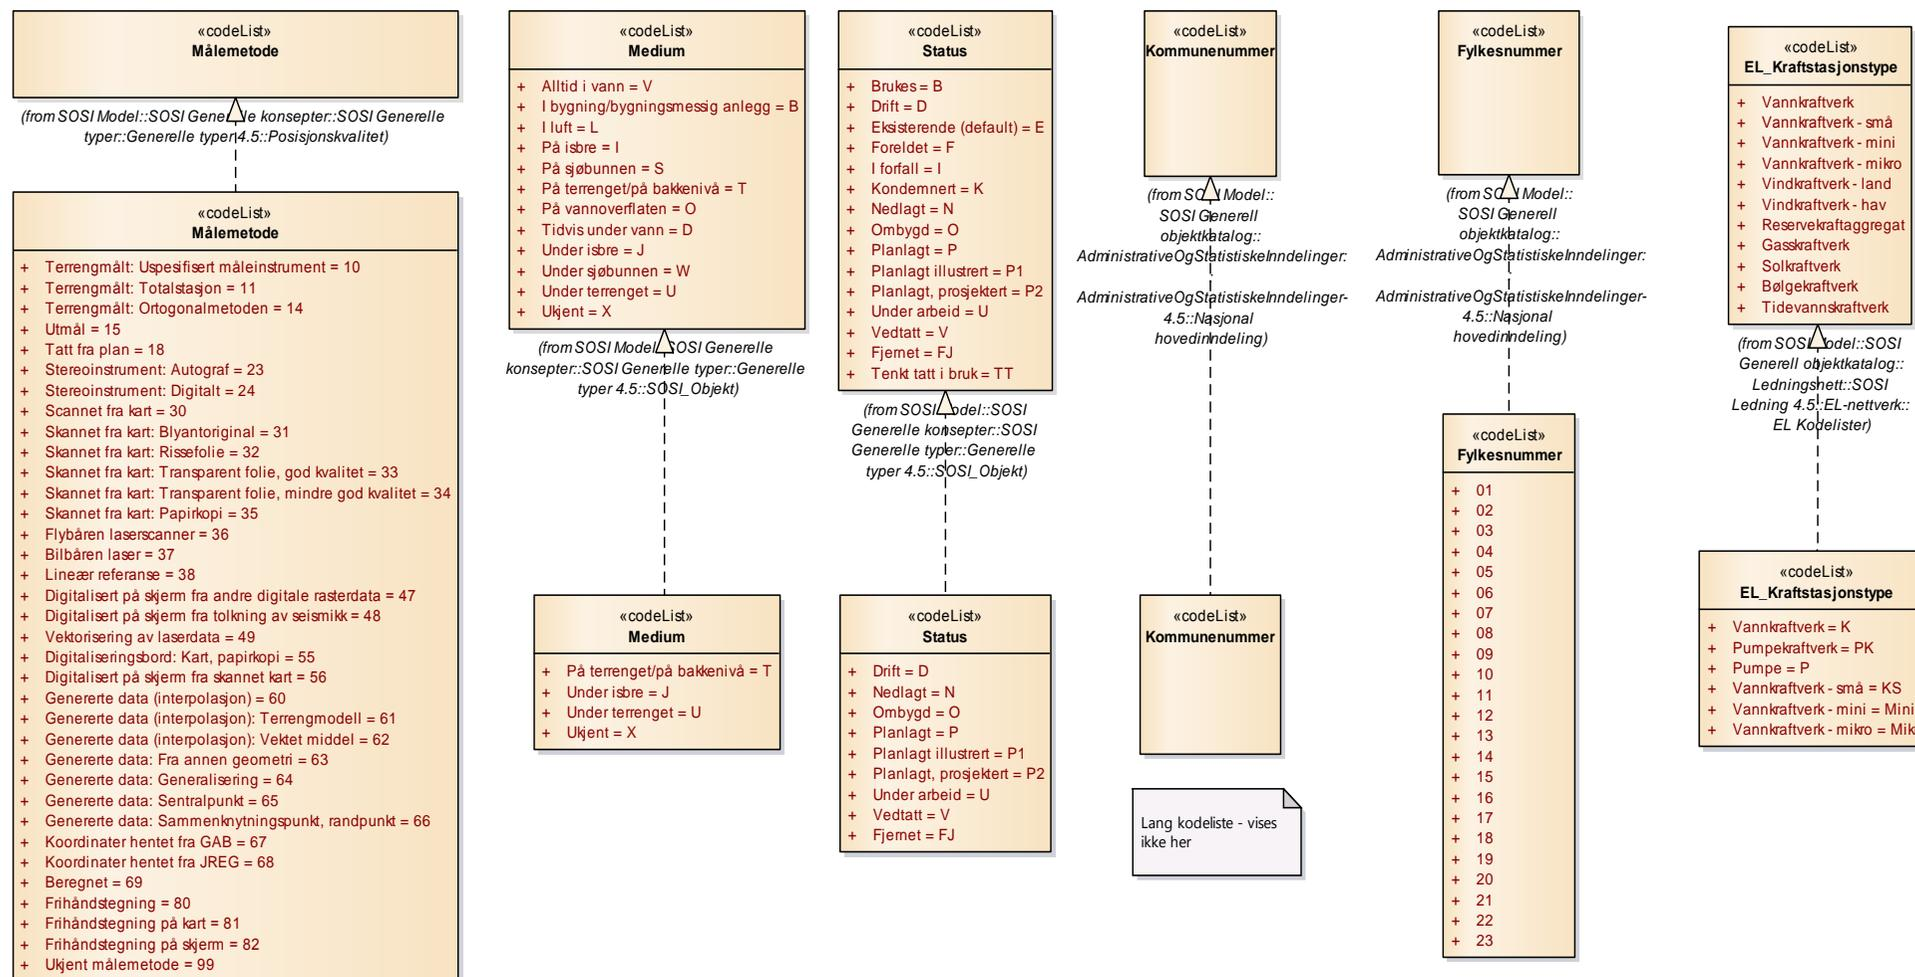 «codeList»
Målemetode
(from SOSI Model::SOSI Generelle konsepter::SOSI Generelle
typer::Generelle typer 4.5::Posisjonskvalitet)
«codeList»
Målemetode
+ Terrengmålt: Uspesifisert måleinstrument = 10
+ Terrengmålt: Totalstasjon = 11
+ Terrengmålt: Ortogonalmetoden = 14
+ Utmål = 15
+ Tatt fra plan = 18
+ Stereoinstrument: Autograf = 23
+ Stereoinstrument: Digitalt = 24
+ Scannet fra kart = 30
+ Skannet fra kart: Blyantoriginal = 31
+ Skannet fra kart: Rissefolie = 32
+ Skannet fra kart: Transparent folie, god kvalitet = 33
+ Skannet fra kart: Transparent folie, mindre god kvalitet = 34
+ Skannet fra kart: Papirkopi = 35
+ Flybåren laserscanner = 36
+ Bilbåren laser = 37
+ Lineær referanse = 38
+ Digitalisert på skjerm fra andre digitale rasterdata = 47
+ Digitalisert på skjerm fra tolkning av seismikk = 48
+ Vektorisering av laserdata = 49
+ Digitaliseringsbord: Kart, papirkopi = 55
+ Digitalisert på skjerm fra skannet kart = 56
+ Genererte data (interpolasjon) = 60
+ Genererte data (interpolasjon): Terrengmodell = 61
+ Genererte data (interpolasjon): Vektet middel = 62
+ Genererte data: Fra annen geometri = 63
+ Genererte data: Generalisering = 64
+ Genererte data: Sentralpunkt = 65
+ Genererte data: Sammenknytningspunkt, randpunkt = 66
+ Koordinater hentet fra GAB = 67
+ Koordinater hentet fra JREG = 68
+ Beregnet = 69
+ Frihåndstegning = 80
+ Frihåndstegning på kart = 81
+ Frihåndstegning på skjerm = 82
+ Ukjent målemetode = 99
«codeList»
Medium
+ Alltid i vann = V
+ I bygning/bygningsmessig anlegg = B
+ I luft = L
+ På isbre = I
+ På sjøbunnen = S
+ På terrenget/på bakkenivå = T
+ På vannoverflaten = O
+ Tidvis under vann = D
+ Under isbre = J
+ Under sjøbunnen = W
+ Under terrenget = U
+ Ukjent = X
(from SOSI Model::SOSI Generelle
konsepter::SOSI Generelle typer::Generelle
typer 4.5::SOSI_Objekt)
«codeList»
Medium
+ På terrenget/på bakkenivå = T
+ Under isbre = J
+ Under terrenget = U
+ Ukjent = X
«codeList»
Status
+ Brukes = B
+ Drift = D
+ Eksisterende (default) = E
+ Foreldet = F
+ I forfall = I
+ Kondemnert = K
+ Nedlagt = N
+ Ombygd = O
+ Planlagt = P
+ Planlagt illustrert = P1
+ Planlagt, prosjektert = P2
+ Under arbeid = U
+ Vedtatt = V
+ Fjernet = FJ
+ Tenkt tatt i bruk = TT
(from SOSI Model::SOSI
Generelle konsepter::SOSI
Generelle typer::Generelle
typer 4.5::SOSI_Objekt)
«codeList»
Status
+ Drift = D
+ Nedlagt = N
+ Ombygd = O
+ Planlagt = P
+ Planlagt illustrert = P1
+ Planlagt, prosjektert = P2
+ Under arbeid = U
+ Vedtatt = V
+ Fjernet = FJ
«codeList»
Kommunenummer
(from SOSI Model::
SOSI Generell
objektkatalog::
AdministrativeOgStatistiskeInndelinger:
:
AdministrativeOgStatistiskeInndelinger-
4.5::Nasjonal
hovedinndeling)
«codeList»
Kommunenummer
Lang kodeliste - vises
ikke her
«codeList»
Fylkesnummer
(from SOSI Model::
SOSI Generell
objektkatalog::
AdministrativeOgStatistiskeInndelinger:
:
AdministrativeOgStatistiskeInndelinger-
4.5::Nasjonal
hovedinndeling)
«codeList»
Fylkesnummer
+ 01
+ 02
+ 03
+ 04
+ 05
+ 06
+ 07
+ 08
+ 09
+ 10
+ 11
+ 12
+ 13
+ 14
+ 15
+ 16
+ 17
+ 18
+ 19
+ 20
+ 21
+ 22
+ 23
«codeList»
EL_Kraftstasjonstype
+ Vannkraftverk
+ Vannkraftverk - små
+ Vannkraftverk - mini
+ Vannkraftverk - mikro
+ Vindkraftverk - land
+ Vindkraftverk - hav
+ Reservekraftaggregat
+ Gasskraftverk
+ Solkraftverk
+ Bølgekraftverk
+ Tidevannskraftverk
(from SOSI Model::SOSI
Generell objektkatalog::
Ledningsnett::SOSI
Ledning 4.5::EL-nettverk::
EL Kodelister)
«codeList»
EL_Kraftstasjonstype
+ Vannkraftverk = K
+ Pumpekraftverk = PK
+ Pumpe = P
+ Vannkraftverk - små = KS
+ Vannkraftverk - mini = Mini
+ Vannkraftverk - mikro =